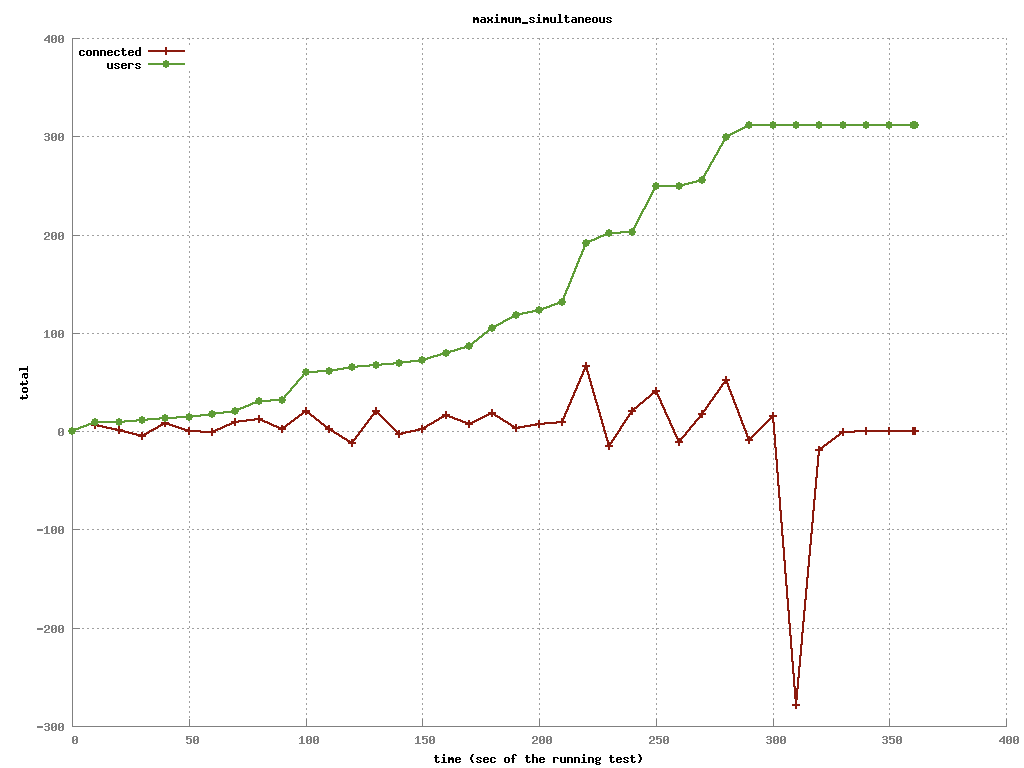 maximum_simultaneous
400
300
200
100
0
-100
-200
-300
connected
users
total
0 50 100 150 200 250 300 350 400
time (sec of the running test)